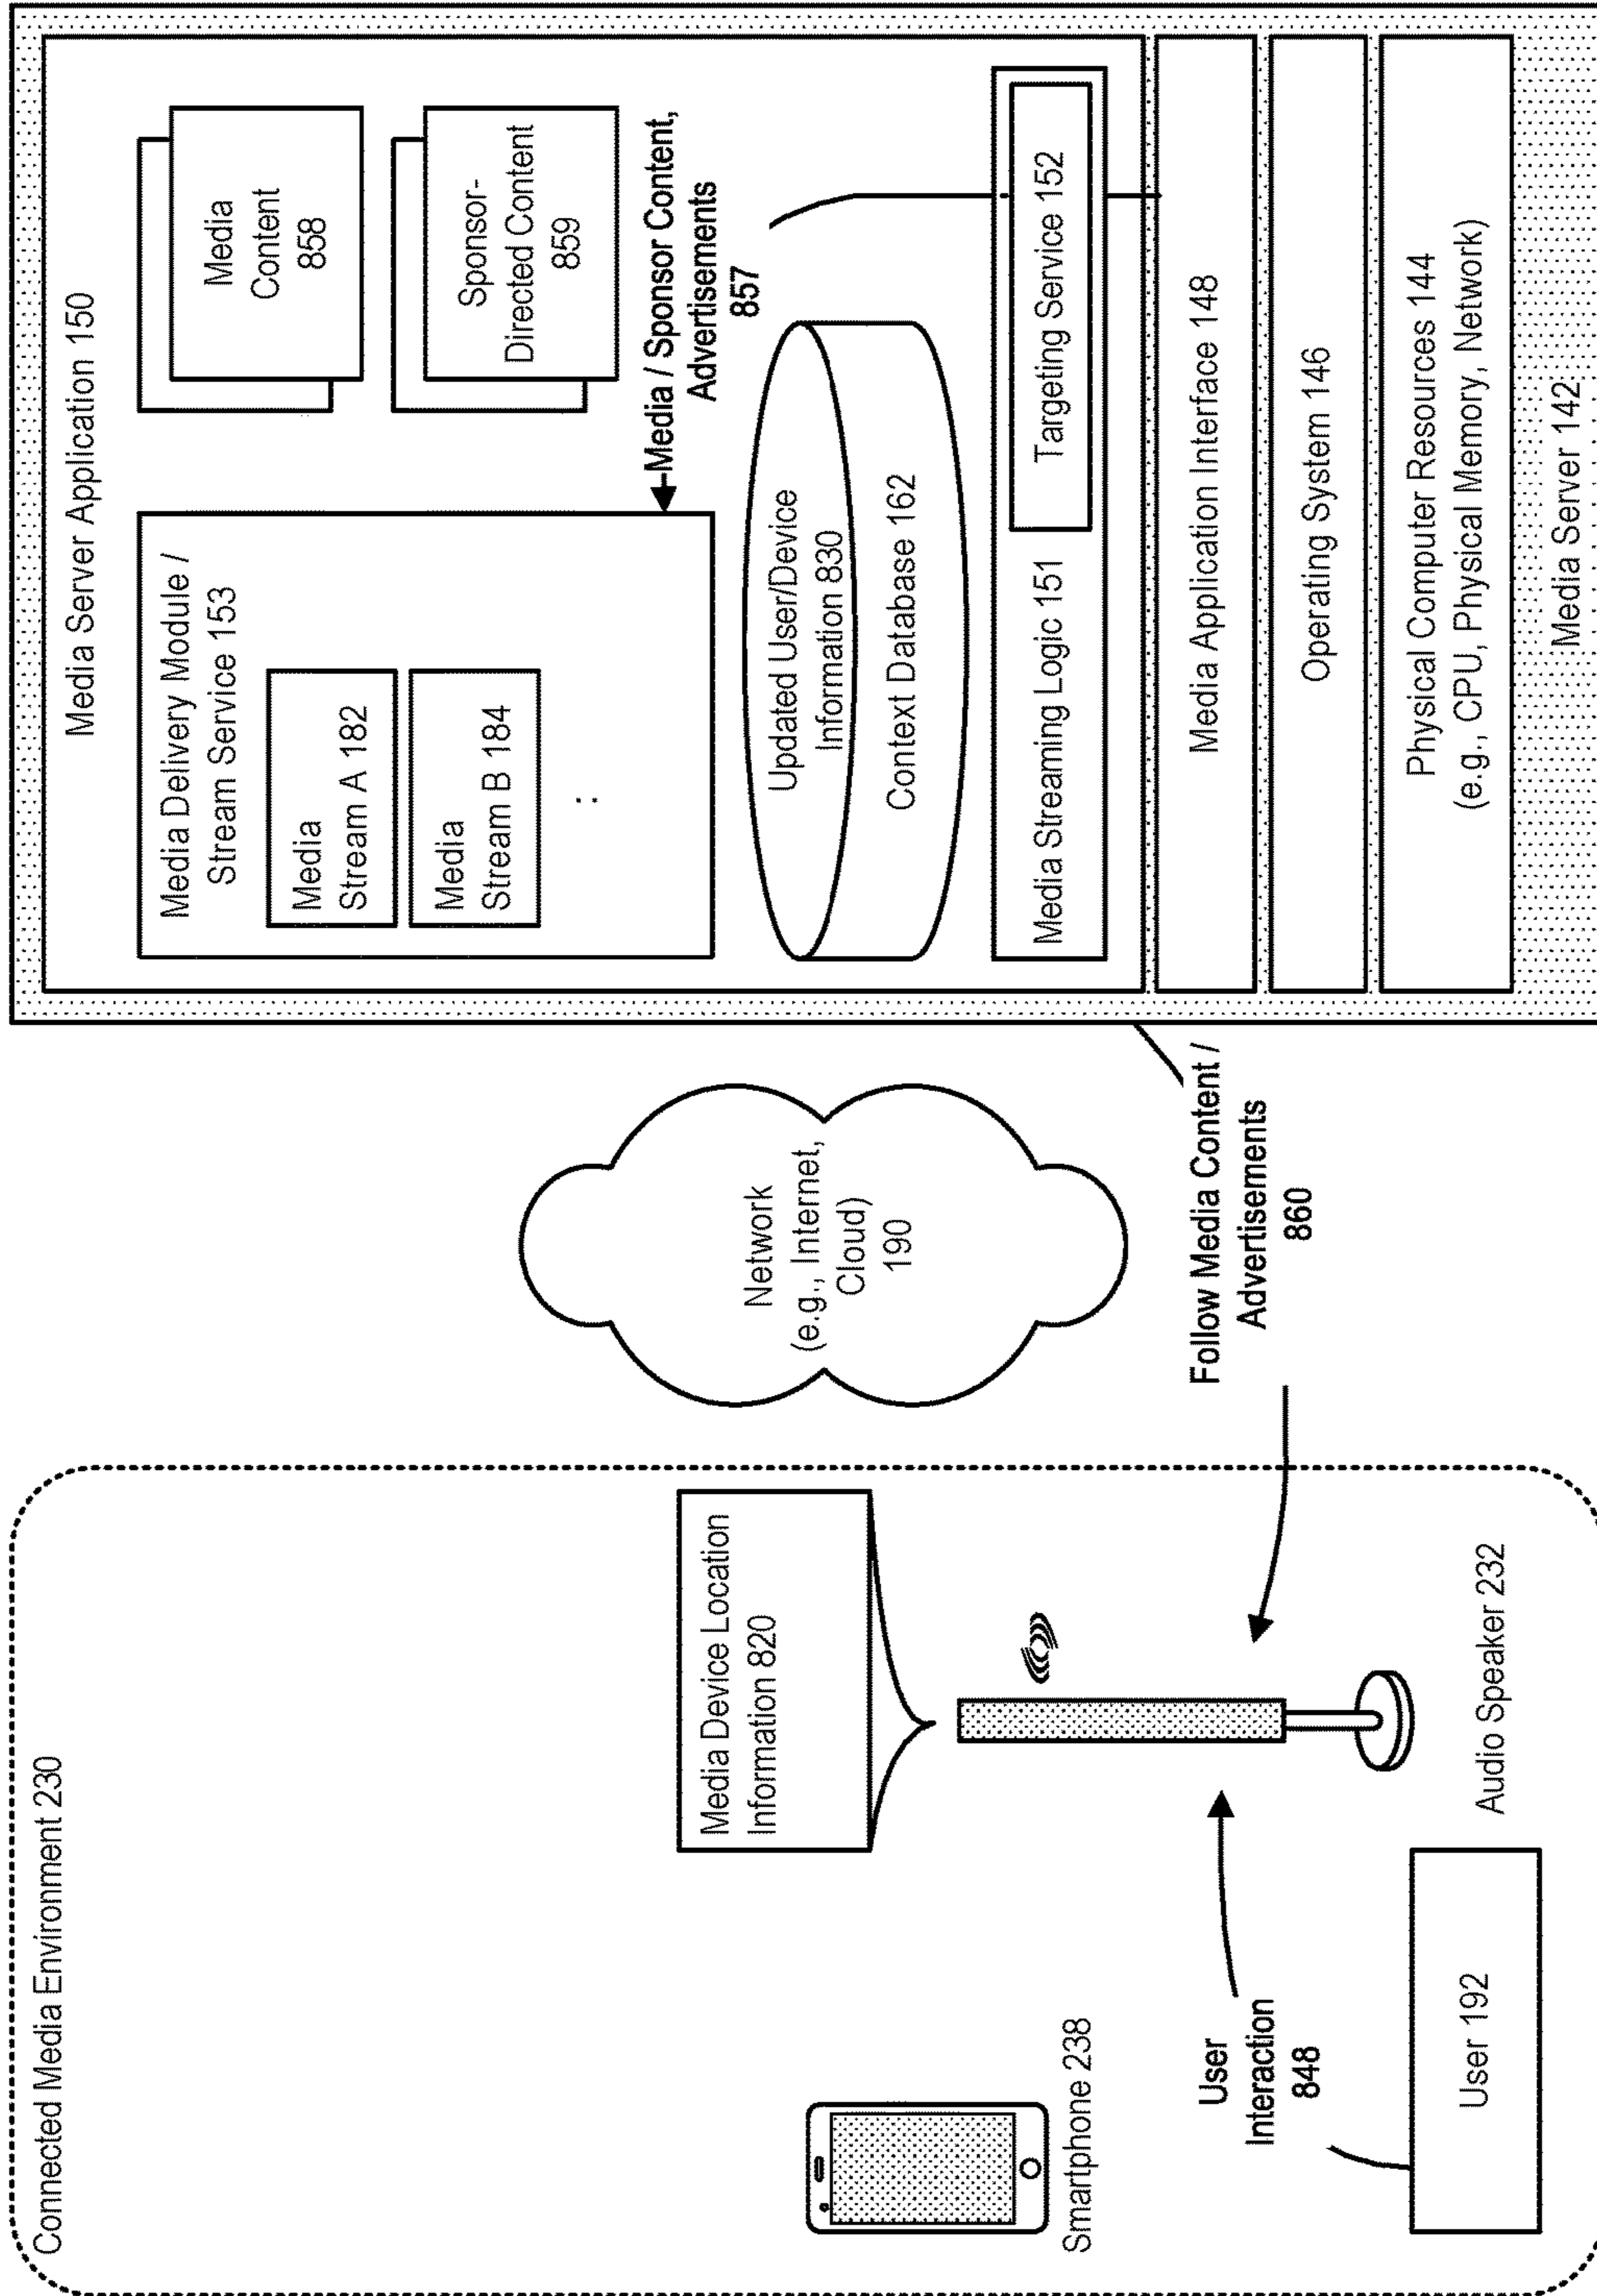 Connected Media Environment 230
Media Device Location
Information 820
Smartphone 238
User
Interaction
848
User 192
Audio Speaker 232
Network
(e.g., Internet,
Cloud)
190
Follow Media Content /
Advertisements
860
Media Server Application 150
Media Delivery Module /
Stream Service 153
Media
Stream A 182
Media
Stream B 184
:
Media
Content
858
Sponsor-
Directed Content
859
Media / Sponsor Content,
Advertisements
857
Updated User/Device
Information 830
Context Database 162
Media Streaming Logic 151
Targeting Service 152
Media Application Interface 148
Operating System 146
Physical Computer Resources 144
(e.g., CPU, Physical Memory, Network)
Media Server 142